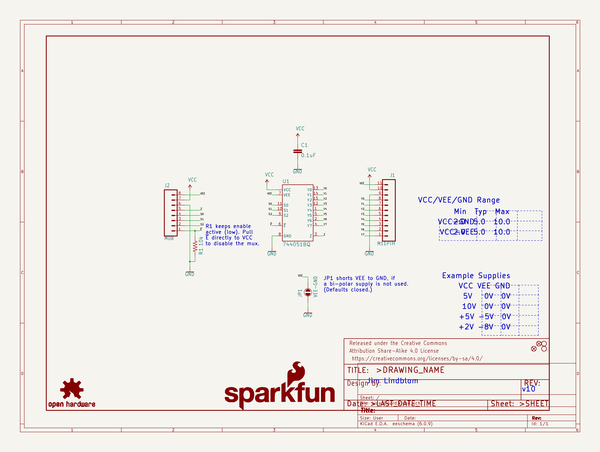 VCC
C1
0.1uF
GND
J2
VCC
VCC
U1
VCC
J1
VCC/VEE/GND Range
Min Typ Max
VCC-GND 2 5.0 10.0
VCC-VEE 2 5.0 10.0
R1 keeps enable
active (low). Pull
E directly to VCC
to disable the mux.
R1
GND
74HC4051BQ
GND
GND
JP1 shorts VEE to GND, if
a bi-polar supply is not used.
(Defaults closed.)
JP1
VEE-GND
GND
Example Supplies
VCC VEE GND
5V 0V 0V
10V 0V 0V
+5V -5V 0V
+2V -8V 0V
Released under the Creative Commons
Attribution Share-Alike 4.0 License
https://creativecommons.org/licenses/by-sa/4.0/
TITLE: >DRAWING_NAME
Design by: Jim Lindblom
REV:
v10
Sheet: /
Date: >LAST_DATE_TIME
Sheet: >SHEET
Title:
Size: User
Date:
Rev:
KiCad E.D.A. eeschema (6.0.9)
Id: 1/1
open hardware
sparkfun